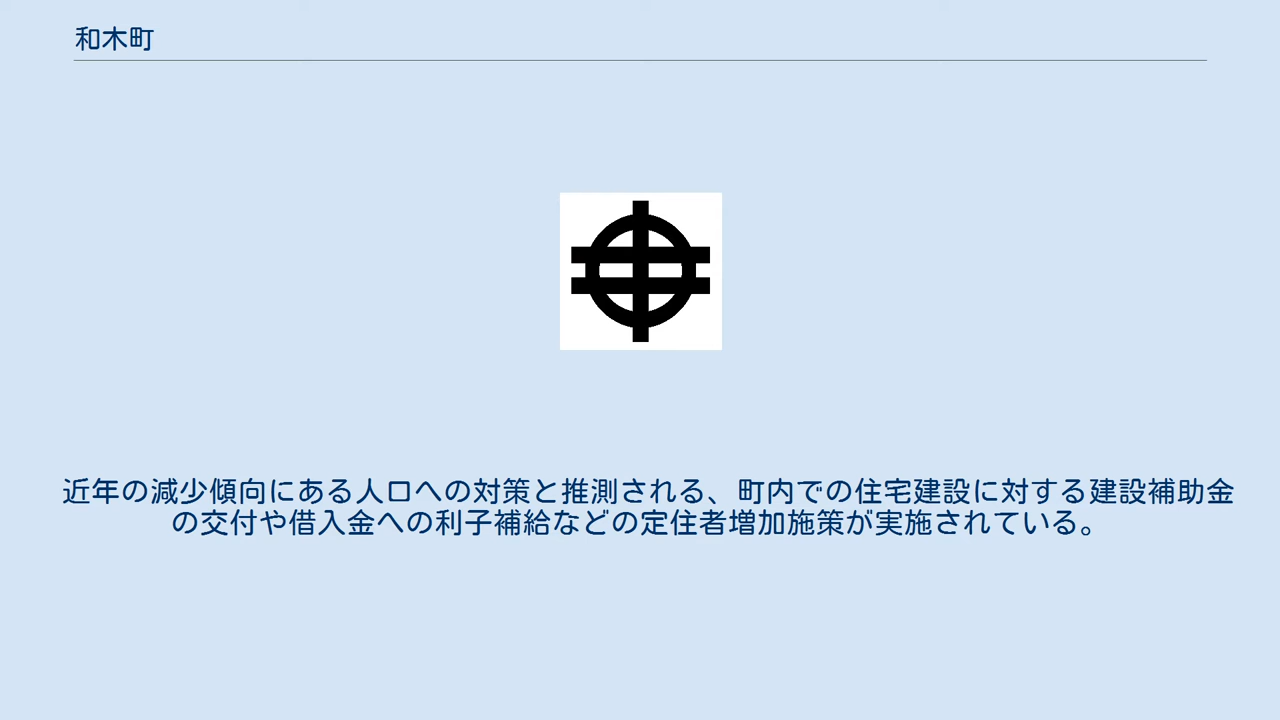 和木町
近年の減少傾向にある人口への対策と推測される、町内での住宅建設に対する建設補助金
の交付や借入金への利子補給などの定住者増加施策が実施されている。